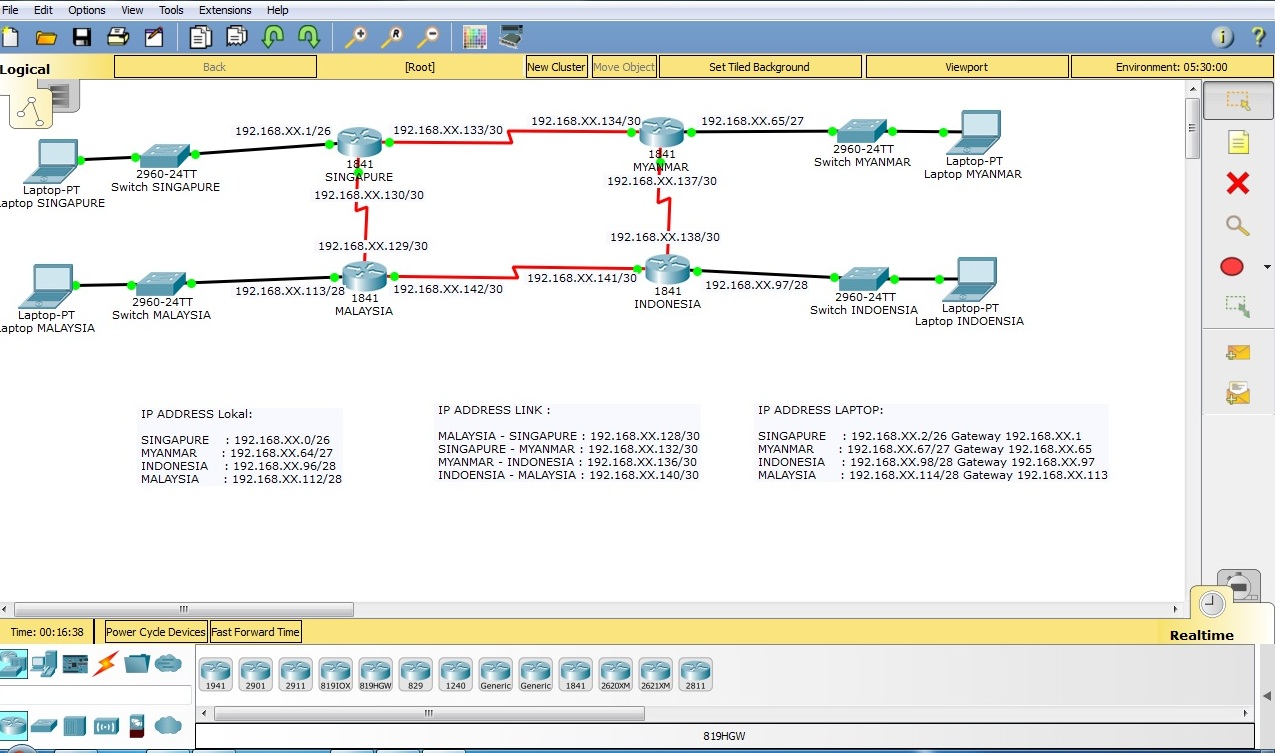 File Edit Options View Tools Extensions Help
Logical
Back
[Root]
New Cluster
Move Object
Set Tiled Background
Viewport
Environment: 05:30:00
192.168.XX.1/26
192.168.XX.133/30
192.168.XX.134/30
192.168.XX.65/27
1841
SINGAPURE
1841
MYANMAR
2960-24TT
Switch SINGAPURE
2960-24TT
Switch MYANMAR
Laptop-PT
Laptop MYANMAR
Laptop-PT
aptop SINGAPURE
192.168.XX.130/30
192.168.XX.137/30
192.168.XX.129/30
192.168.XX.138/30
192.168.XX.113/28
192.168.XX.142/30
192.168.XX.141/30
192.168.XX.97/28
1841
MALAYSIA
1841
INDONESIA
2960-24TT
Switch MALAYSIA
2960-24TT
Switch INDOENSIA
Laptop-PT
aptop MALAYSIA
Laptop-PT
Laptop INDOENSIA
IP ADDRESS Lokal:
SINGAPURE : 192.168.XX.0/26
MYANMAR : 192.168.XX.64/27
INDONESIA : 192.168.XX.96/28
MALAYSIA : 192.168.XX.112/28
IP ADDRESS LINK :
MALAYSIA - SINGAPURE : 192.168.XX.128/30
SINGAPURE - MYANMAR : 192.168.XX.132/30
MYANMAR - INDONESIA : 192.168.XX.136/30
INDOENSIA - MALAYSIA : 192.168.XX.140/30
IP ADDRESS LAPTOP:
SINGAPURE : 192.168.XX.2/26 Gateway 192.168.XX.1
MYANMAR : 192.168.XX.67/27 Gateway 192.168.XX.65
INDONESIA : 192.168.XX.98/28 Gateway 192.168.XX.97
MALAYSIA : 192.168.XX.114/28 Gateway 192.168.XX.113
Time: 00:16:38
Power Cycle Devices
Fast Forward Time
Realtime
1941 2901 2911 819IOX 819HGW 829 1240 Generic Generic 1841 2620XM 2621XM 2811
819HGW